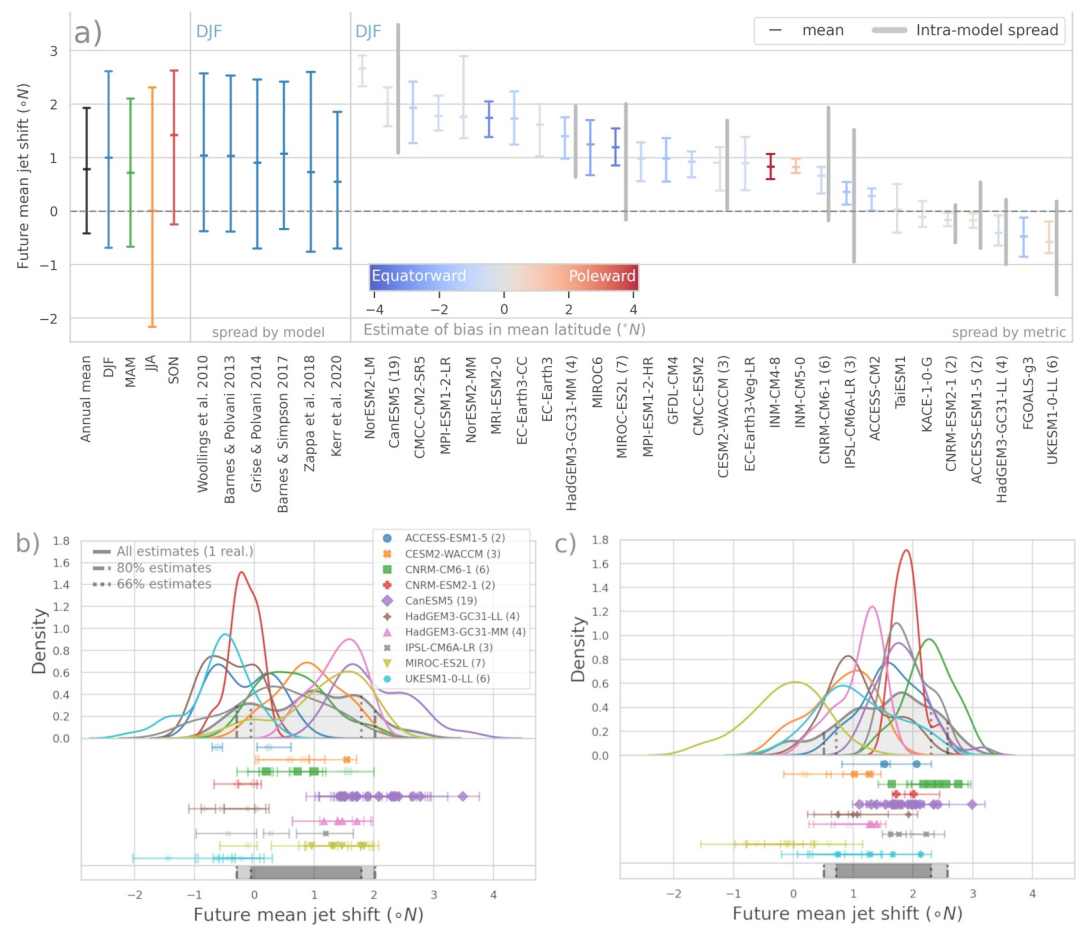 a)
DJF
DJF
mean
Intra-model spread
3
2
1
0
−1
−2
Future mean jet shift (∘N)
Equatorward
Poleward
−4
−2
0
2
4
Estimate of bias in mean latitude (°N)
spread by model
spread by metric
Annual mean
DJF
MAM
JJA
SON
Woollings et al. 2010
Barnes & Polvani 2013
Grise & Polvani 2014
Barnes & Simpson 2017
Zappa et al. 2018
Kerr et al. 2020
NorESM2-LM
CanESM5 (19)
CMCC-CM2-SR5
MPI-ESM1-2-LR
NorESM2-MM
MRI-ESM2-0
EC-Earth3-CC
EC-Earth3
HadGEM3-GC31-MM (4)
MIROC6
MIROC-ES2L (7)
MPI-ESM1-2-HR
GFDL-CM4
CMCC-ESM2
CESM2-WACCM (3)
EC-Earth3-Veg-LR
INM-CM4-8
INM-CM5-0
CNRM-CM6-1 (6)
IPSL-CM6A-LR (3)
ACCESS-CM2
TaiESM1
KACE-1-0-G
CNRM-ESM2-1 (2)
ACCESS-ESM1-5 (2)
HadGEM3-GC31-LL (4)
FGOALS-g3
UKESM1-0-LL (6)
b)
All estimates (1 real.)
80% estimates
66% estimates
ACCESS-ESM1-5 (2)
CESM2-WACCM (3)
CNRM-CM6-1 (6)
CNRM-ESM2-1 (2)
CanESM5 (19)
HadGEM3-GC31-LL (4)
HadGEM3-GC31-MM (4)
IPSL-CM6A-LR (3)
MIROC-ES2L (7)
UKESM1-0-LL (6)
1.8
1.6
1.4
1.2
1.0
0.8
0.6
0.4
0.2
0.0
Density
−2
−1
0
1
2
3
4
Future mean jet shift (∘N)
c)
1.8
1.6
1.4
1.2
1.0
0.8
0.6
0.4
0.2
0.0
Density
−2
−1
0
1
2
3
4
Future mean jet shift (∘N)